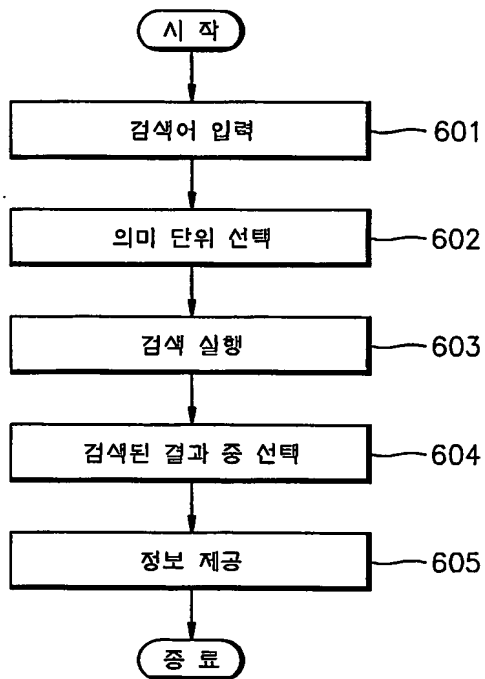 시 작
검색어 입력
601
의미 단위 선택
602
검색 실행
603
검색된 결과 중 선택
604
정보 제공
605
종 료